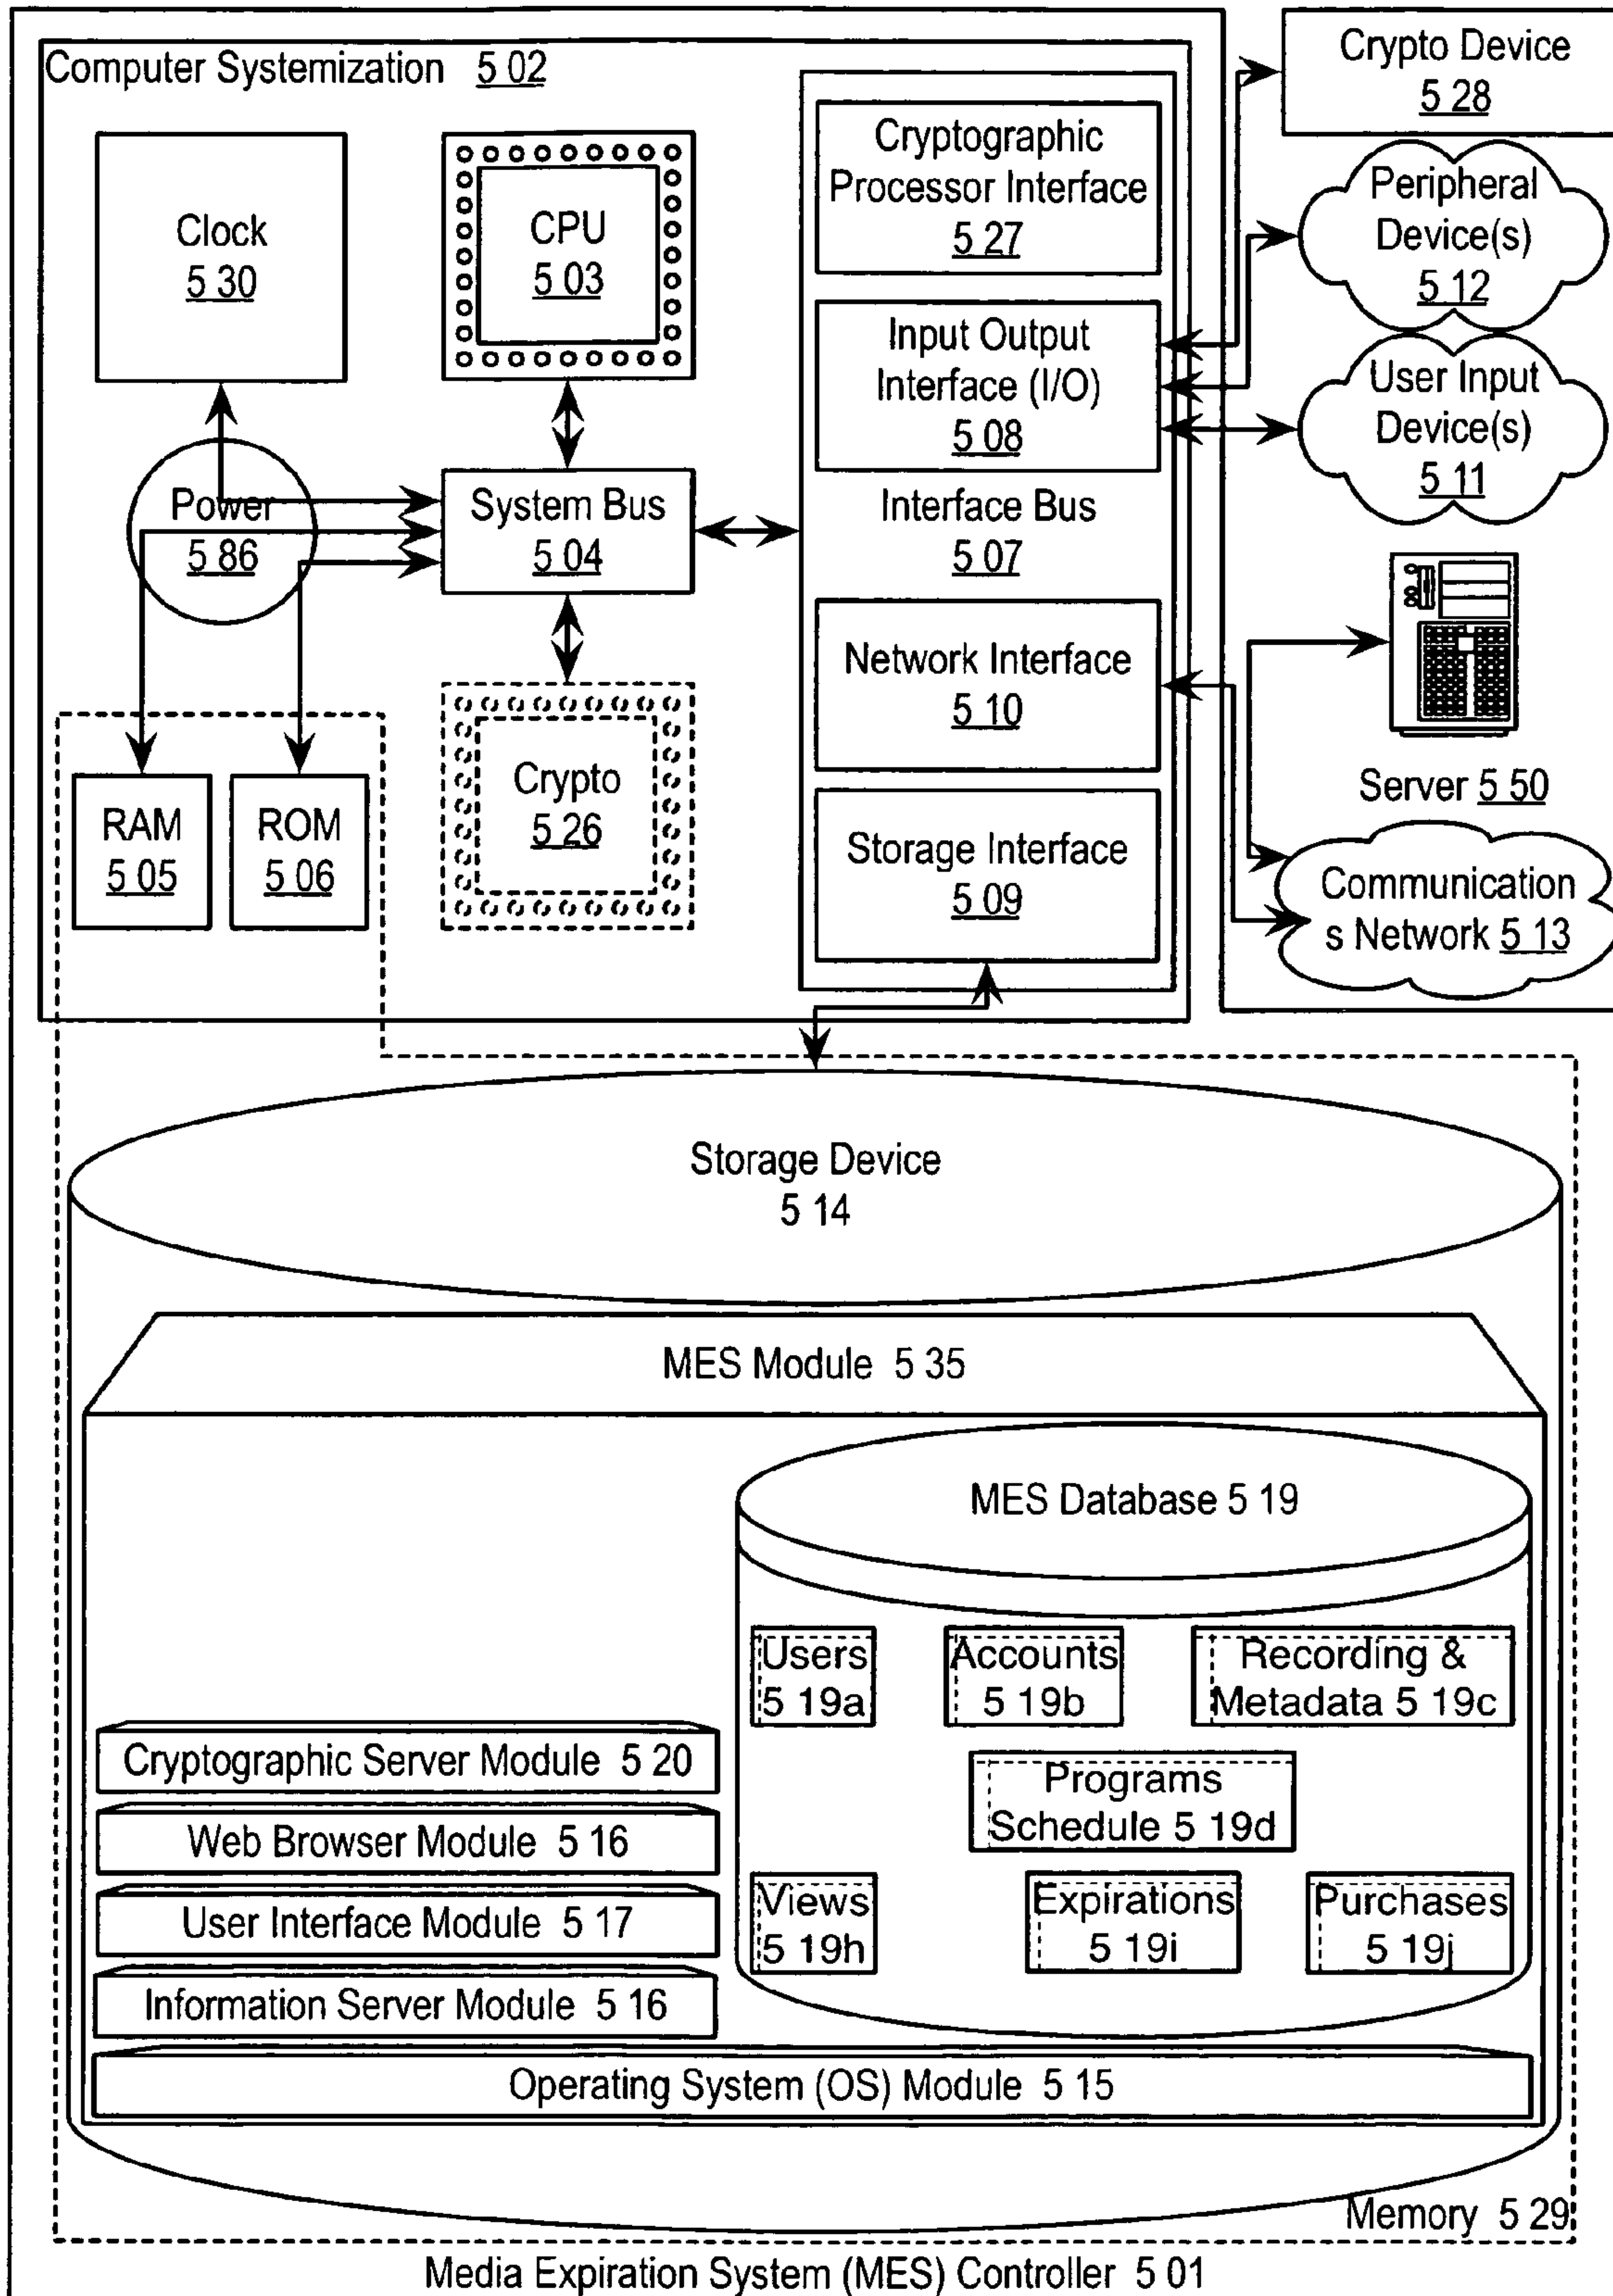 Computer Systemization 5 02
Clock
5 30
CPU
5 03
Cryptographic
Processor Interface
5 27
Input Output
Interface (I/O)
5 08
Power
5 86
System Bus
5 04
Interface Bus
5 07
Network Interface
5 10
Crypto
5 26
RAM
5 05
ROM
5 06
Storage Interface
5 09
Crypto Device
5 28
Peripheral
Device(s)
5 12
User Input
Device(s)
5 11
Server 5 50
Communication
s Network 5 13
Storage Device
5 14
MES Module 5 35
MES Database 5 19
Users
5 19a
Accounts
5 19b
Recording &
Metadata 5 19c
Programs
Schedule 5 19d
Views
5 19h
Expirations
5 19i
Purchases
5 19j
Cryptographic Server Module 5 20
Web Browser Module 5 16
User Interface Module 5 17
Information Server Module 5 16
Operating System (OS) Module 5 15
Memory 5 29
Media Expiration System (MES) Controller 5 01